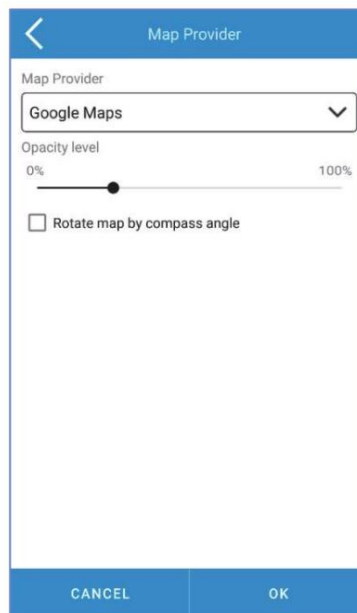 Map Provider
Map Provider
Google Maps
Opacity level
0% 100%
Rotate map by compass angle
CANCEL OK